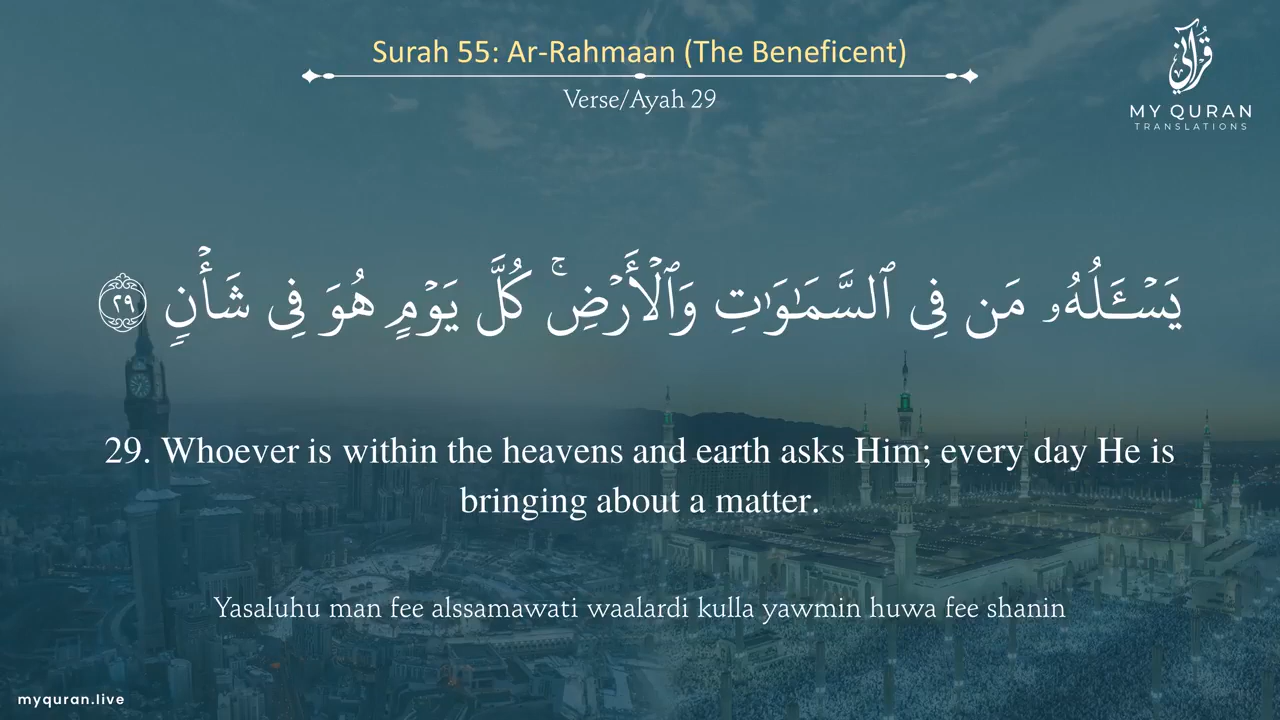 Surah 55: Ar-Rahmaan (The Beneficent)
Verse/Ayah 29
قرآني
MY QURAN
TRANSLATIONS
يَسْـَٔلُهُۥ مَن فِى ٱلسَّمَـٰوَٰتِ وَٱلْأَرْضِ ۚ كُلَّ يَوْمٍ هُوَ فِى شَأْنٍ ٢٩
29. Whoever is within the heavens and earth asks Him; every day He is
bringing about a matter.
Yasaluhu man fee alssamawati waalardi kulla yawmin huwa fee shanin
myquran.live